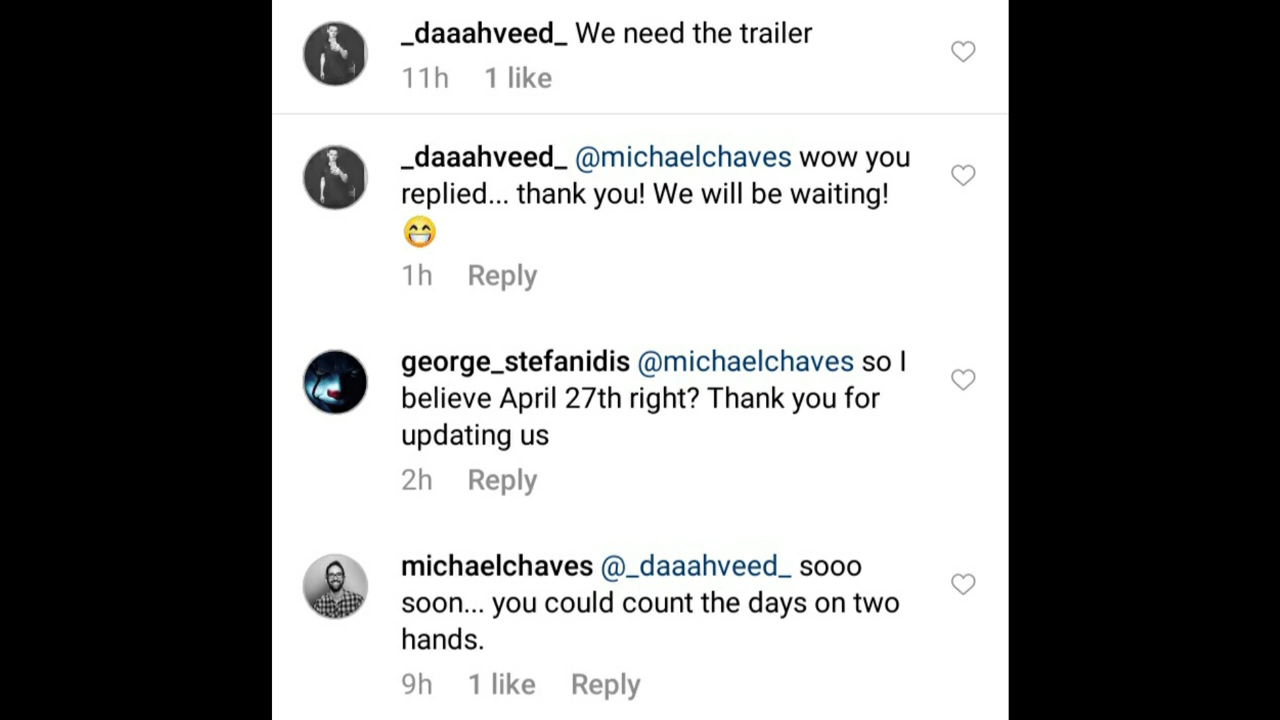 _daaahveed_ We need the trailer
11h 1 like
_daaahveed_ @michaelchaves wow you
replied... thank you! We will be waiting!
😁
1h Reply
george_stefanidis @michaelchaves so I
believe April 27th right? Thank you for
updating us
2h Reply
michaelchaves @_daaahveed_ sooo
soon... you could count the days on two
hands.
9h 1 like Reply